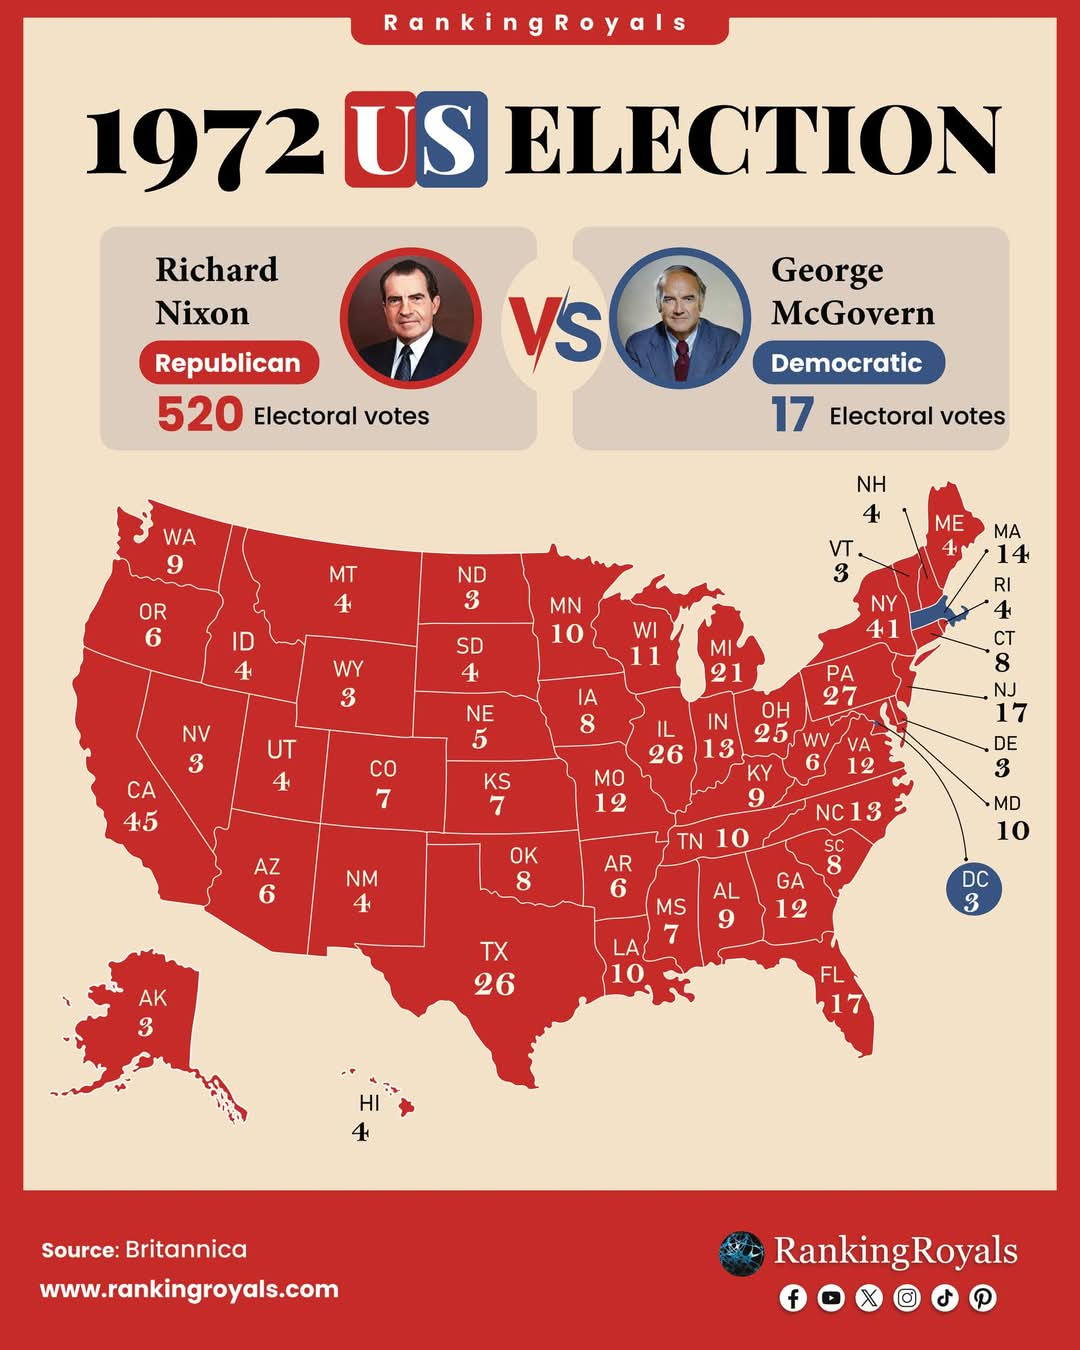 RankingRoyals
1972 US ELECTION
Richard
Nixon
Republican
520 Electoral votes
VS
George
McGovern
Democratic
17 Electoral votes
NH
4
VT
3
ME
4
MA
14
RI
4
CT
8
NJ
17
DE
3
MD
10
DC
3
WA
9
OR
6
ID
4
MT
4
ND
3
SD
4
WY
3
NE
5
MN
10
WI
11
MI
21
NY
41
PA
27
IA
8
IL
26
IN
13
OH
25
WV
6
VA
12
NV
3
UT
4
CO
7
KS
7
MO
12
KY
9
CA
45
AZ
6
NM
4
OK
8
AR
6
TN 10
NC 13
SC
8
MS
7
AL
9
GA
12
TX
26
LA
10
FL
17
AK
3
HI
4
Source: Britannica
www.rankingroyals.com
RankingRoyals